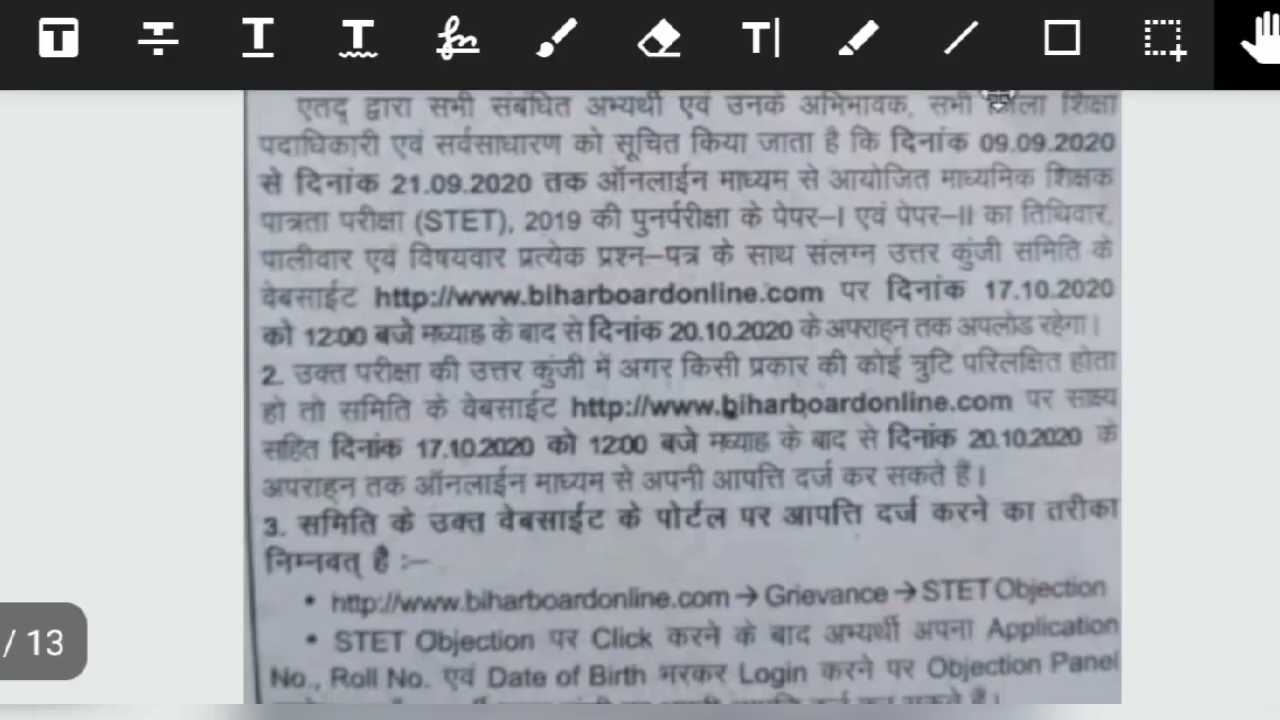 एतद् द्वारा सभी संबंधित अभ्यर्थी एवं उनके अभिभावक, सभी जिला शिक्षा
पदाधिकारी एवं सर्वसाधारण को सूचित किया जाता है कि दिनांक 09.09.2020
से दिनांक 21.09.2020 तक ऑनलाईन माध्यम से आयोजित माध्यमिक शिक्षक
पात्रता परीक्षा (STET), 2019 की पुनर्परीक्षा के पेपर–I एवं पेपर–II का तिथिवार,
पालीवार एवं विषयवार प्रत्येक प्रश्न–पत्र के साथ संलग्न उत्तर कुंजी समिति के
वेबसाईट http://www.biharboardonline.com पर दिनांक 17.10.2020
को 12:00 बजे मध्याह्न के बाद से दिनांक 20.10.2020 के अपराह्न तक अपलोड रहेगा।
2. उक्त परीक्षा की उत्तर कुंजी में अगर किसी प्रकार की कोई त्रुटि परिलक्षित होता
हो तो समिति के वेबसाईट http://www.biharboardonline.com पर साक्ष्य
सहित दिनांक 17.10.2020 को 12:00 बजे मध्याह्न के बाद से दिनांक 20.10.2020 के
अपराह्न तक ऑनलाईन माध्यम से अपनी आपत्ति दर्ज कर सकते हैं।
3. समिति के उक्त वेबसाईट के पोर्टल पर आपत्ति दर्ज करने का तरीका
निम्नवत् है :–
• http://www.biharboardonline.com → Grievance → STET Objection
• STET Objection पर Click करने के बाद अभ्यर्थी अपना Application
No., Roll No. एवं Date of Birth भरकर Login करने पर Objection Panel
/ 13